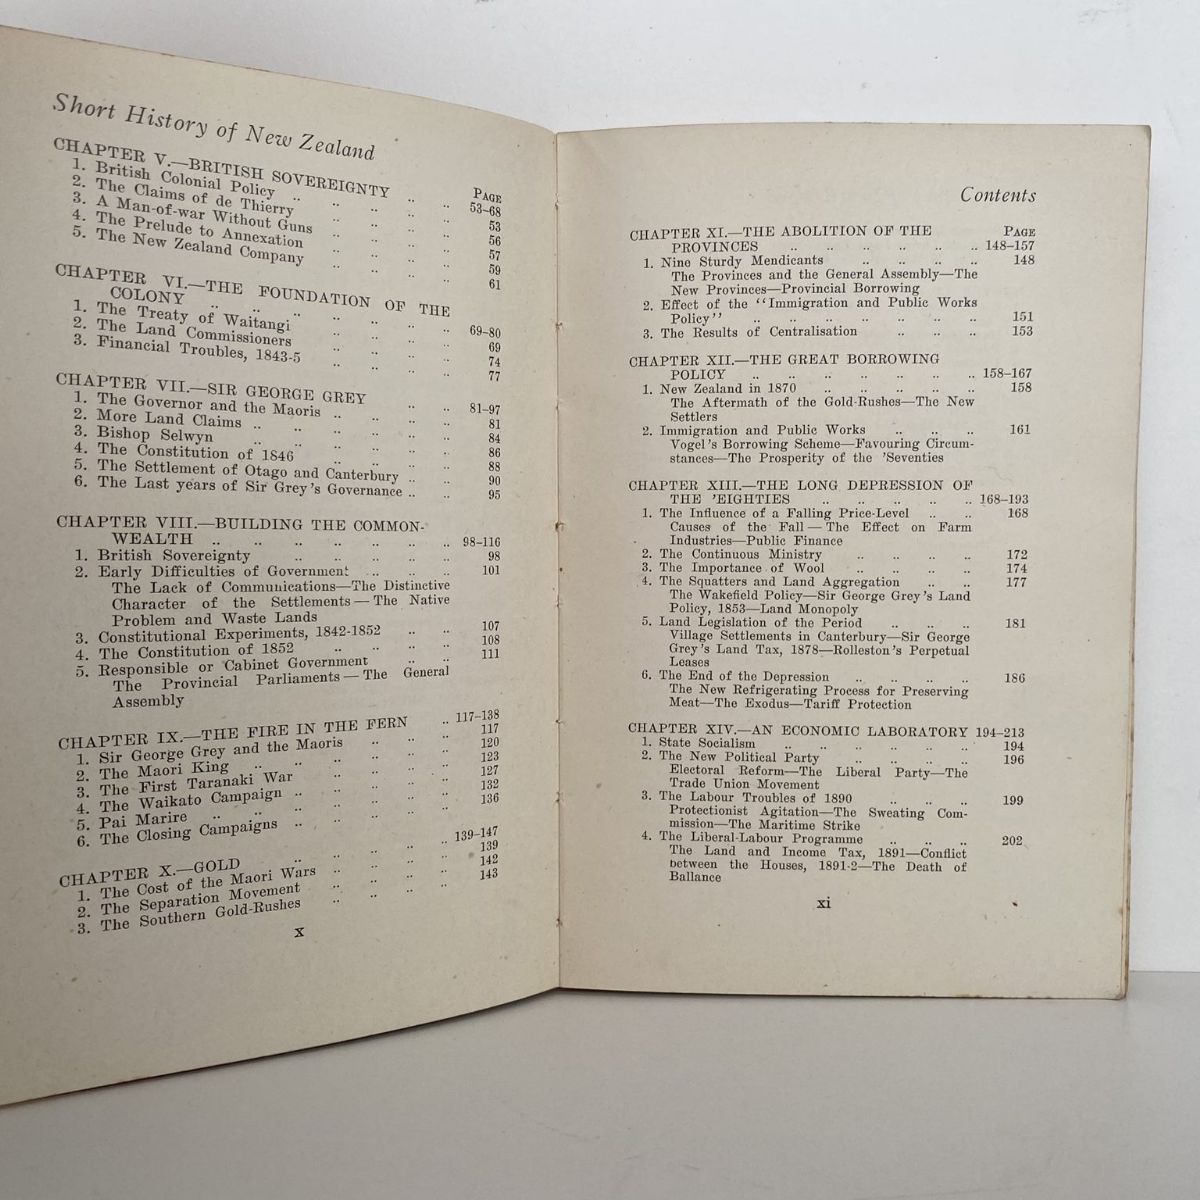 Short History of New Zealand
PAGE
CHAPTER V.—BRITISH SOVEREIGNTY .. .. 53–68
1. British Colonial Policy .. .. .. .. .. 53
2. The Claims of de Thierry .. .. .. .. 56
3. A Man-of-war Without Guns .. .. .. .. 57
4. The Prelude to Annexation .. .. .. .. 59
5. The New Zealand Company .. .. .. .. 61
CHAPTER VI.—THE FOUNDATION OF THE
COLONY .. .. .. .. .. .. .. 69–80
1. The Treaty of Waitangi .. .. .. .. 69
2. The Land Commissioners .. .. .. .. 74
3. Financial Troubles, 1843-5 .. .. .. .. 77
CHAPTER VII.—SIR GEORGE GREY .. .. 81–97
1. The Governor and the Maoris .. .. .. .. 81
2. More Land Claims .. .. .. .. .. .. 84
3. Bishop Selwyn .. .. .. .. .. .. 86
4. The Constitution of 1846 .. .. .. .. 88
5. The Settlement of Otago and Canterbury .. .. 90
6. The Last years of Sir Grey's Governance .. .. 95
CHAPTER VIII.—BUILDING THE COMMON-
WEALTH .. .. .. .. .. .. .. 98–116
1. British Sovereignty .. .. .. .. .. 98
2. Early Difficulties of Government .. .. .. 101
The Lack of Communications—The Distinctive
Character of the Settlements—The Native
Problem and Waste Lands
3. Constitutional Experiments, 1842-1852 .. .. 107
4. The Constitution of 1852 .. .. .. .. 108
5. Responsible or Cabinet Government .. .. 111
The Provincial Parliaments—The General
Assembly
CHAPTER IX.—THE FIRE IN THE FERN .. 117–138
1. Sir George Grey and the Maoris .. .. .. 117
2. The Maori King .. .. .. .. .. .. 120
3. The First Taranaki War .. .. .. .. 123
4. The Waikato Campaign .. .. .. .. .. 127
5. Pai Marire .. .. .. .. .. .. 132
6. The Closing Campaigns .. .. .. .. 136
CHAPTER X.—GOLD .. .. .. .. .. 139–147
1. The Cost of the Maori Wars .. .. .. .. 139
2. The Separation Movement .. .. .. .. 142
3. The Southern Gold-Rushes .. .. .. .. 143
x
Contents
PAGE
CHAPTER XI.—THE ABOLITION OF THE
PROVINCES .. .. .. .. .. .. 148–157
1. Nine Sturdy Mendicants .. .. .. .. 148
The Provinces and the General Assembly—The
New Provinces—Provincial Borrowing
2. Effect of the "Immigration and Public Works
Policy" .. .. .. .. .. .. .. 151
3. The Results of Centralisation .. .. .. 153
CHAPTER XII.—THE GREAT BORROWING
POLICY .. .. .. .. .. .. .. 158–167
1. New Zealand in 1870 .. .. .. .. .. 158
The Aftermath of the Gold-Rushes—The New
Settlers
2. Immigration and Public Works .. .. .. 161
Vogel's Borrowing Scheme—Favouring Circum-
stances—The Prosperity of the 'Seventies
CHAPTER XIII.—THE LONG DEPRESSION OF
THE 'EIGHTIES .. .. .. .. .. 168–193
1. The Influence of a Falling Price-Level .. .. 168
Causes of the Fall—The Effect on Farm
Industries—Public Finance
2. The Continuous Ministry .. .. .. .. 172
3. The Importance of Wool .. .. .. .. 174
4. The Squatters and Land Aggregation .. .. 177
The Wakefield Policy—Sir George Grey's Land
Policy, 1853—Land Monopoly
5. Land Legislation of the Period .. .. .. 181
Village Settlements in Canterbury—Sir George
Grey's Land Tax, 1878—Rolleston's Perpetual
Leases
6. The End of the Depression .. .. .. .. 186
The New Refrigerating Process for Preserving
Meat—The Exodus—Tariff Protection
CHAPTER XIV.—AN ECONOMIC LABORATORY 194–213
1. State Socialism .. .. .. .. .. .. 194
2. The New Political Party .. .. .. .. 196
Electoral Reform—The Liberal Party—The
Trade Union Movement
3. The Labour Troubles of 1890 .. .. .. 199
Protectionist Agitation—The Sweating Com-
mission—The Maritime Strike
4. The Liberal-Labour Programme .. .. .. 202
The Land and Income Tax, 1891—Conflict
between the Houses, 1891-2—The Death of
Ballance
xi